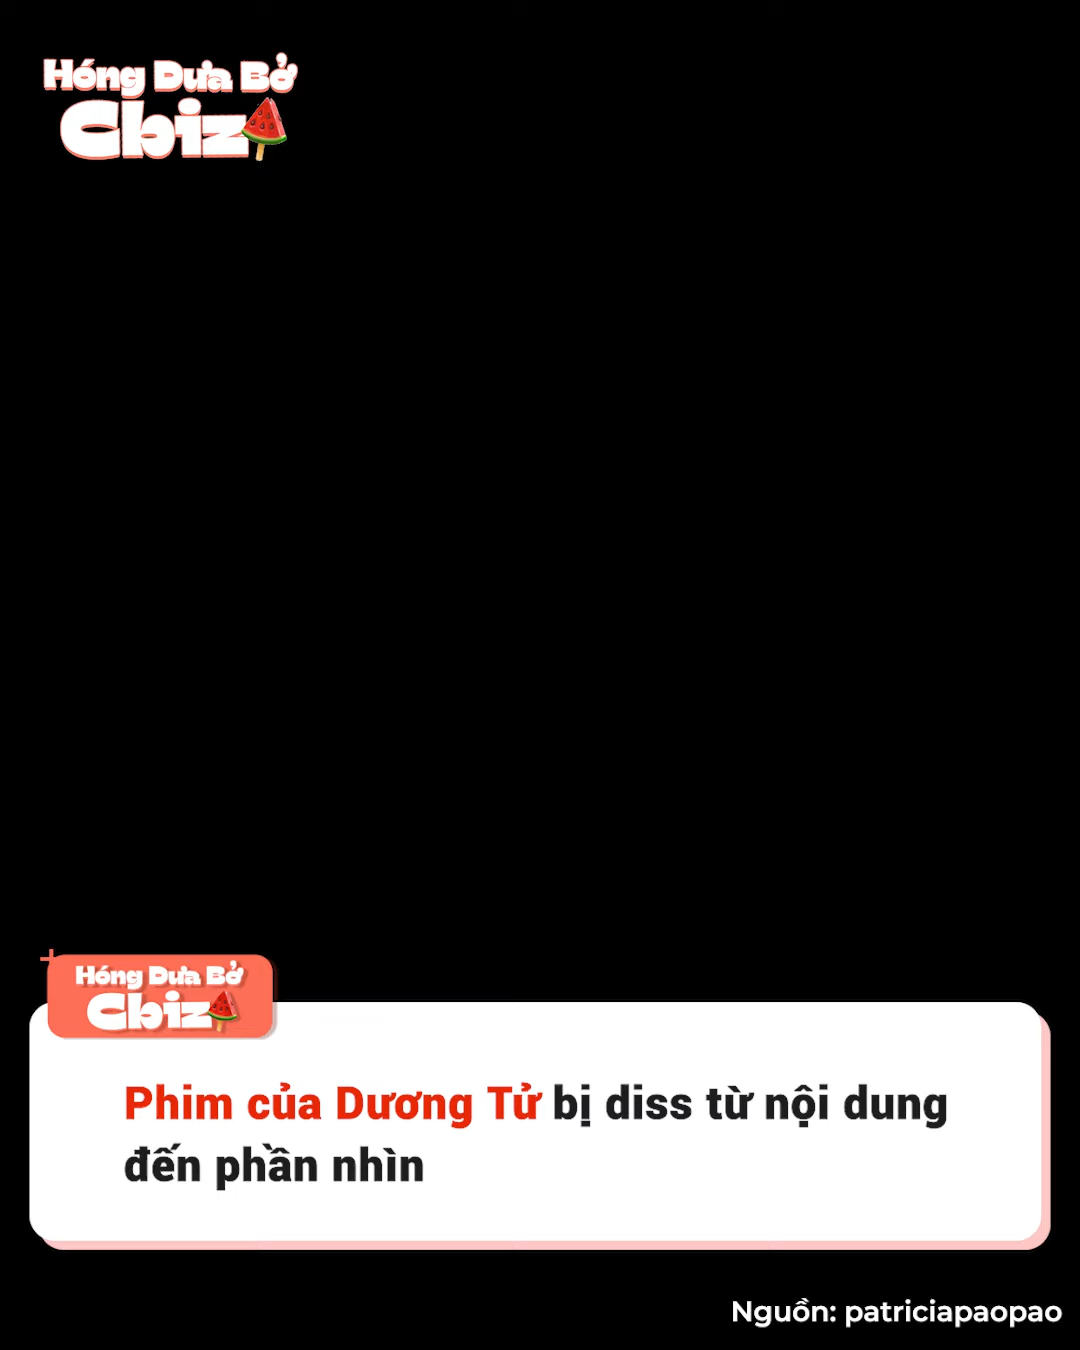 Hóng Dưa Bở
Cbiz
Hóng Dưa Bở
Cbiz
Phim của Dương Tử bị diss từ nội dung
đến phần nhìn
Nguồn: patriciapaopao